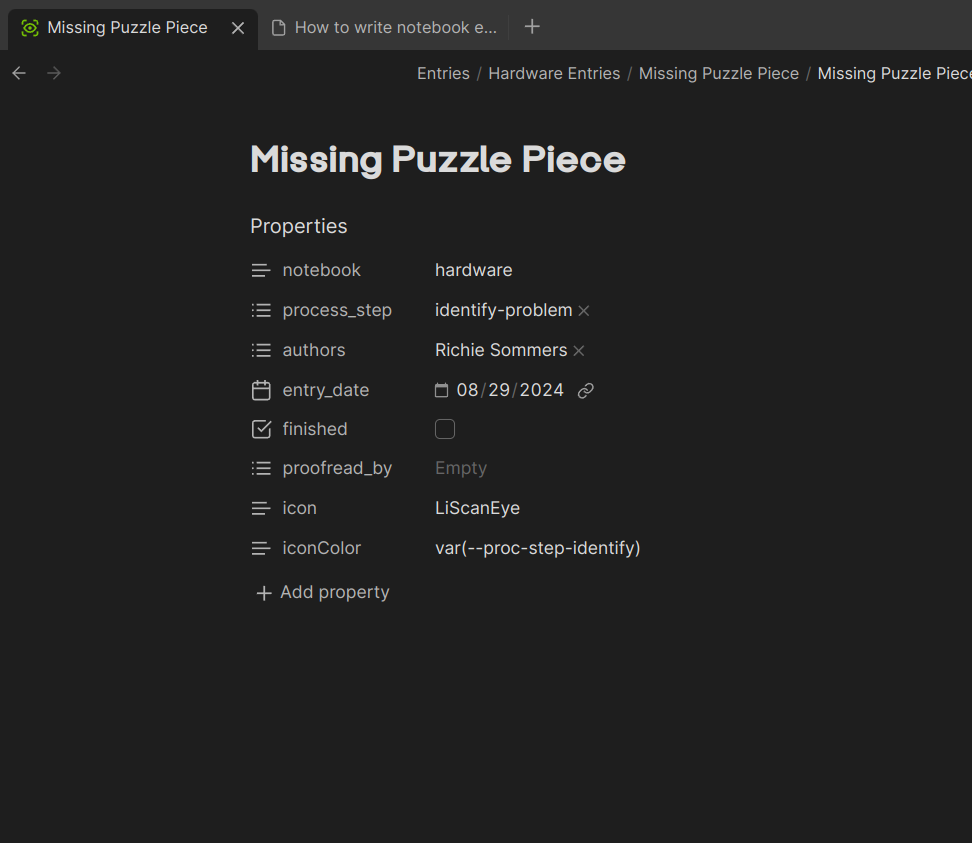 Missing Puzzle Piece How to write notebook e...
Entries / Hardware Entries / Missing Puzzle Piece / Missing Puzzle Piece
Missing Puzzle Piece
Properties
notebook hardware
process_step identify-problem
authors Richie Sommers
entry_date 08/29/2024
finished
proofread_by Empty
icon LiScanEye
iconColor var(--proc-step-identify)
Add property